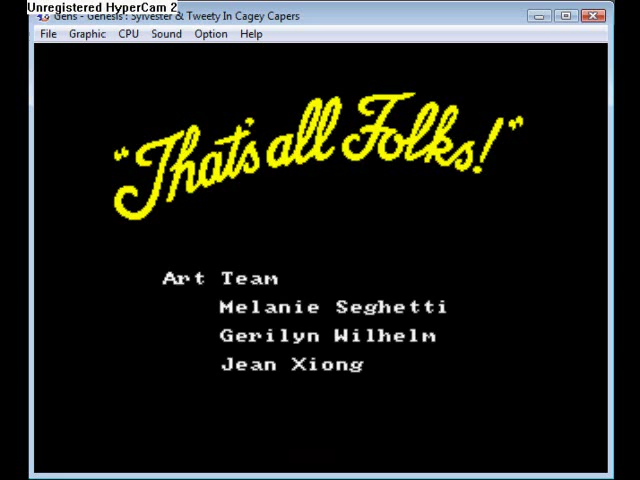 Unregistered HyperCam 2
Gens - Genesis : Sylvester & Tweety In Cagey Capers
File Graphic CPU Sound Option Help
"That's all Folks!"
Art Team
Melanie Seghetti
Gerilyn Wilhelm
Jean Xiong